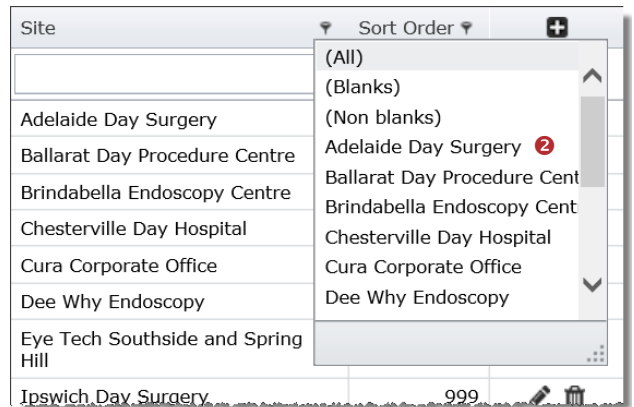 Site
Sort Order
(All)
(Blanks)
(Non blanks)
Adelaide Day Surgery 2
Ballarat Day Procedure Cent
Brindabella Endoscopy Cent
Chesterville Day Hospital
Cura Corporate Office
Dee Why Endoscopy
Adelaide Day Surgery
Ballarat Day Procedure Centre
Brindabella Endoscopy Centre
Chesterville Day Hospital
Cura Corporate Office
Dee Why Endoscopy
Eye Tech Southside and Spring
Hill
Ipswich Day Surgery 999